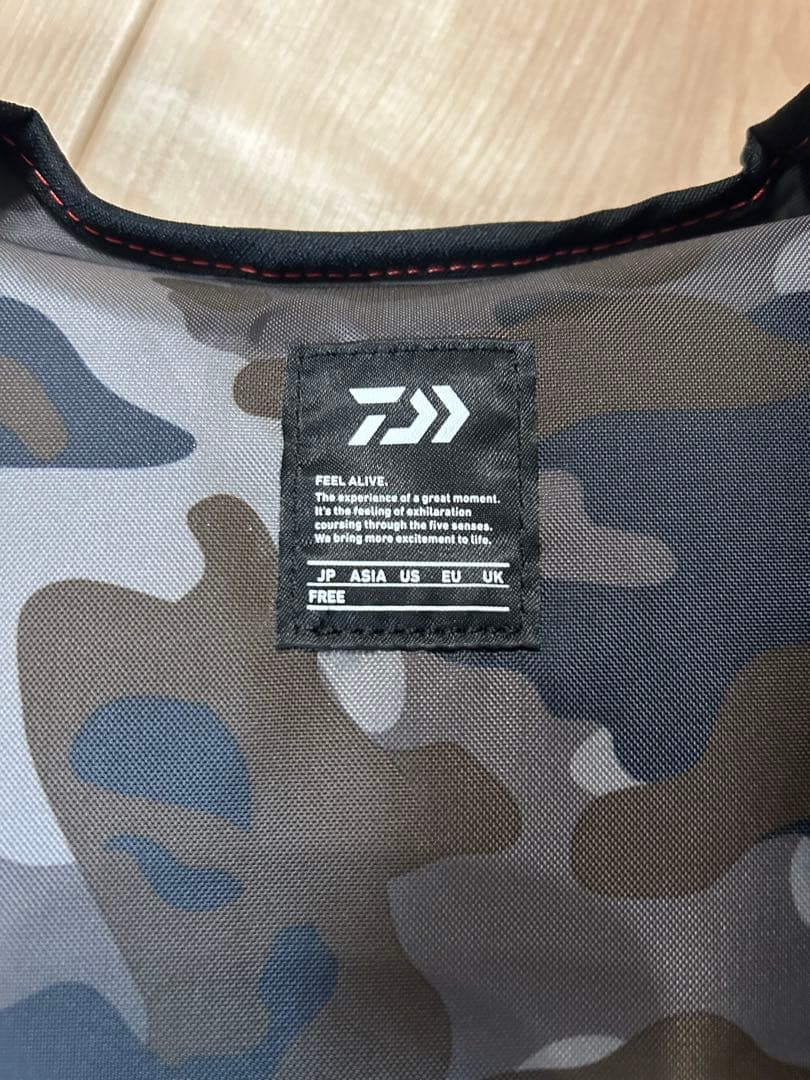 FEEL ALIVE.
The experience of a great moment.
It's the feeling of exhilaration
coursing through the five senses.
We bring more excitement to life.
JP ASIA US EU UK
FREE